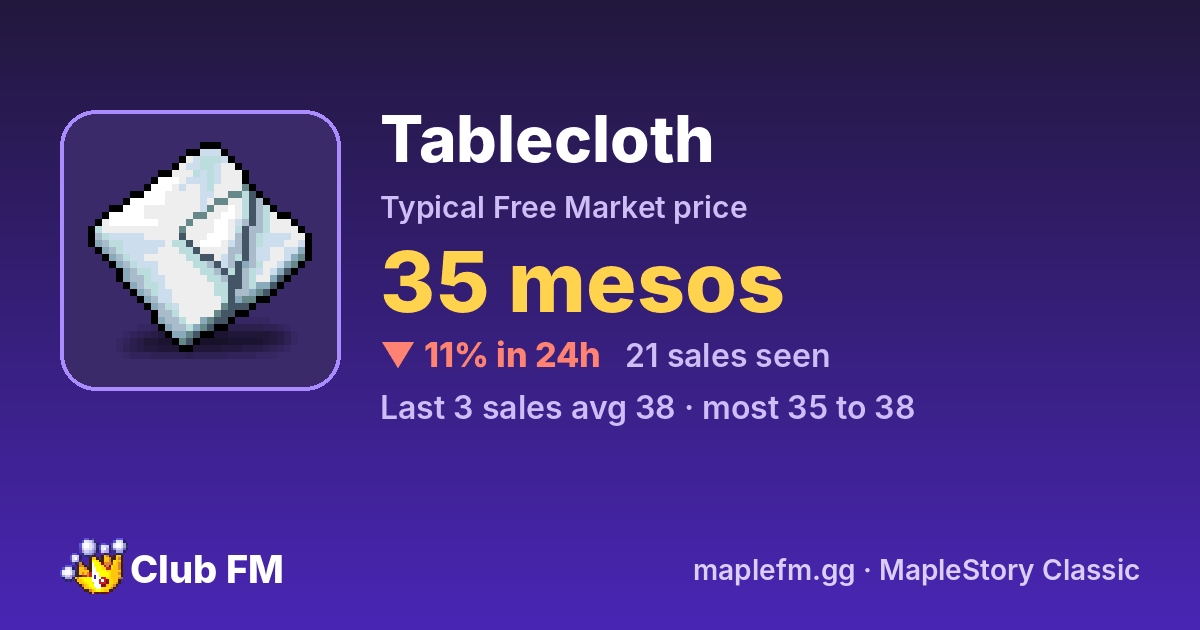 Tablecloth
Typical Free Market price
35 mesos
▼ 11% in 24h 21 sales seen
Last 3 sales avg 38 · most 35 to 38
Club FM
maplefm.gg · MapleStory Classic